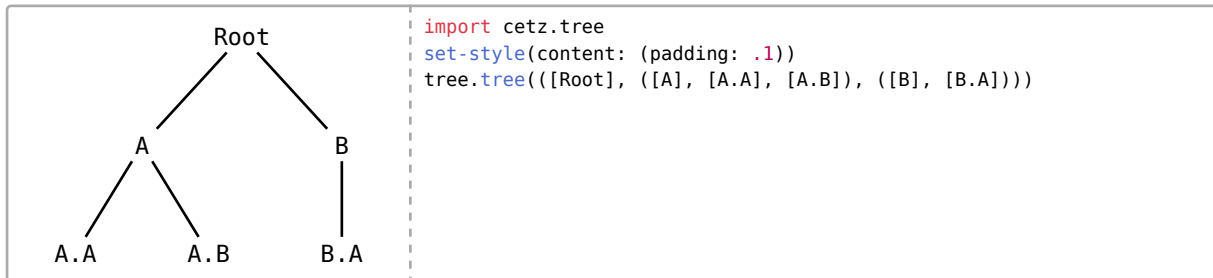 Root
A B
A.A A.B B.A
import cetz.tree
set-style(content: (padding: .1))
tree.tree(([Root], ([A], [A.A], [A.B]), ([B], [B.A])))